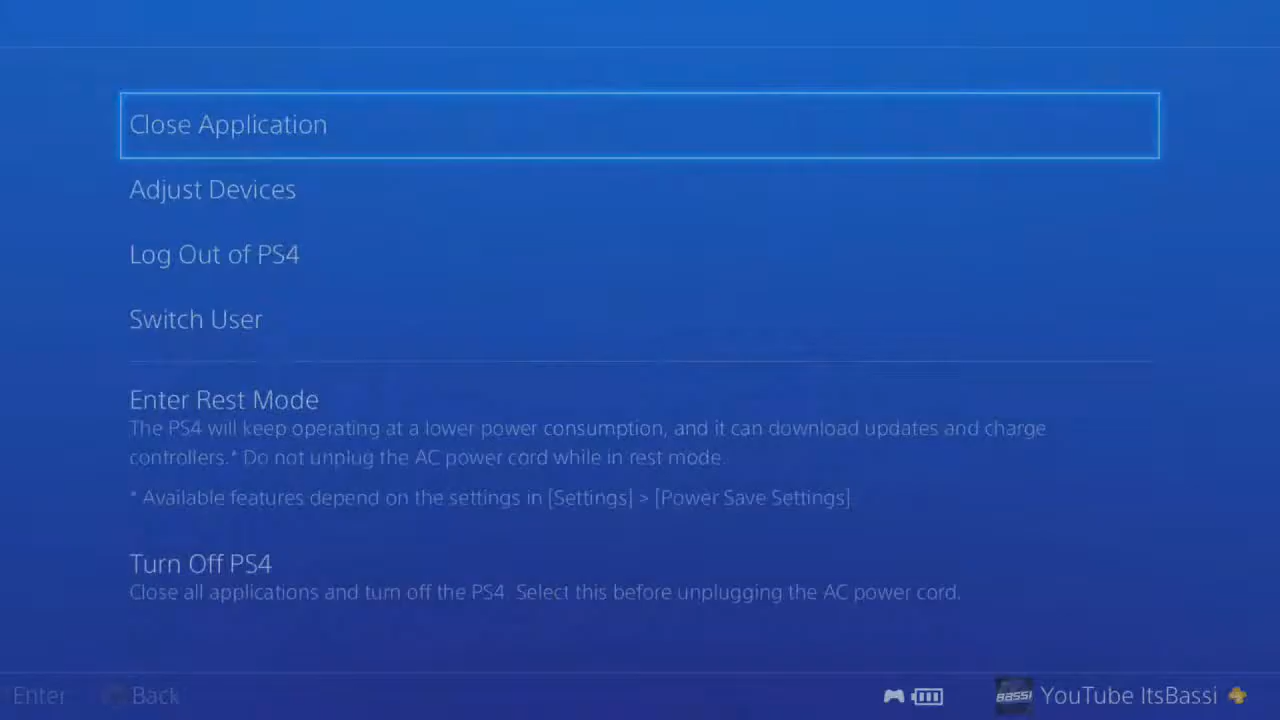 Close Application
Adjust Devices
Log Out of PS4
Switch User
Enter Rest Mode
The PS4 will keep operating at a lower power consumption, and it can download updates and charge
controllers.* Do not unplug the AC power cord while in rest mode.
* Available features depend on the settings in [Settings] > [Power Save Settings].
Turn Off PS4
Close all applications and turn off the PS4. Select this before unplugging the AC power cord.
Enter Back BASSI YouTube ItsBassi